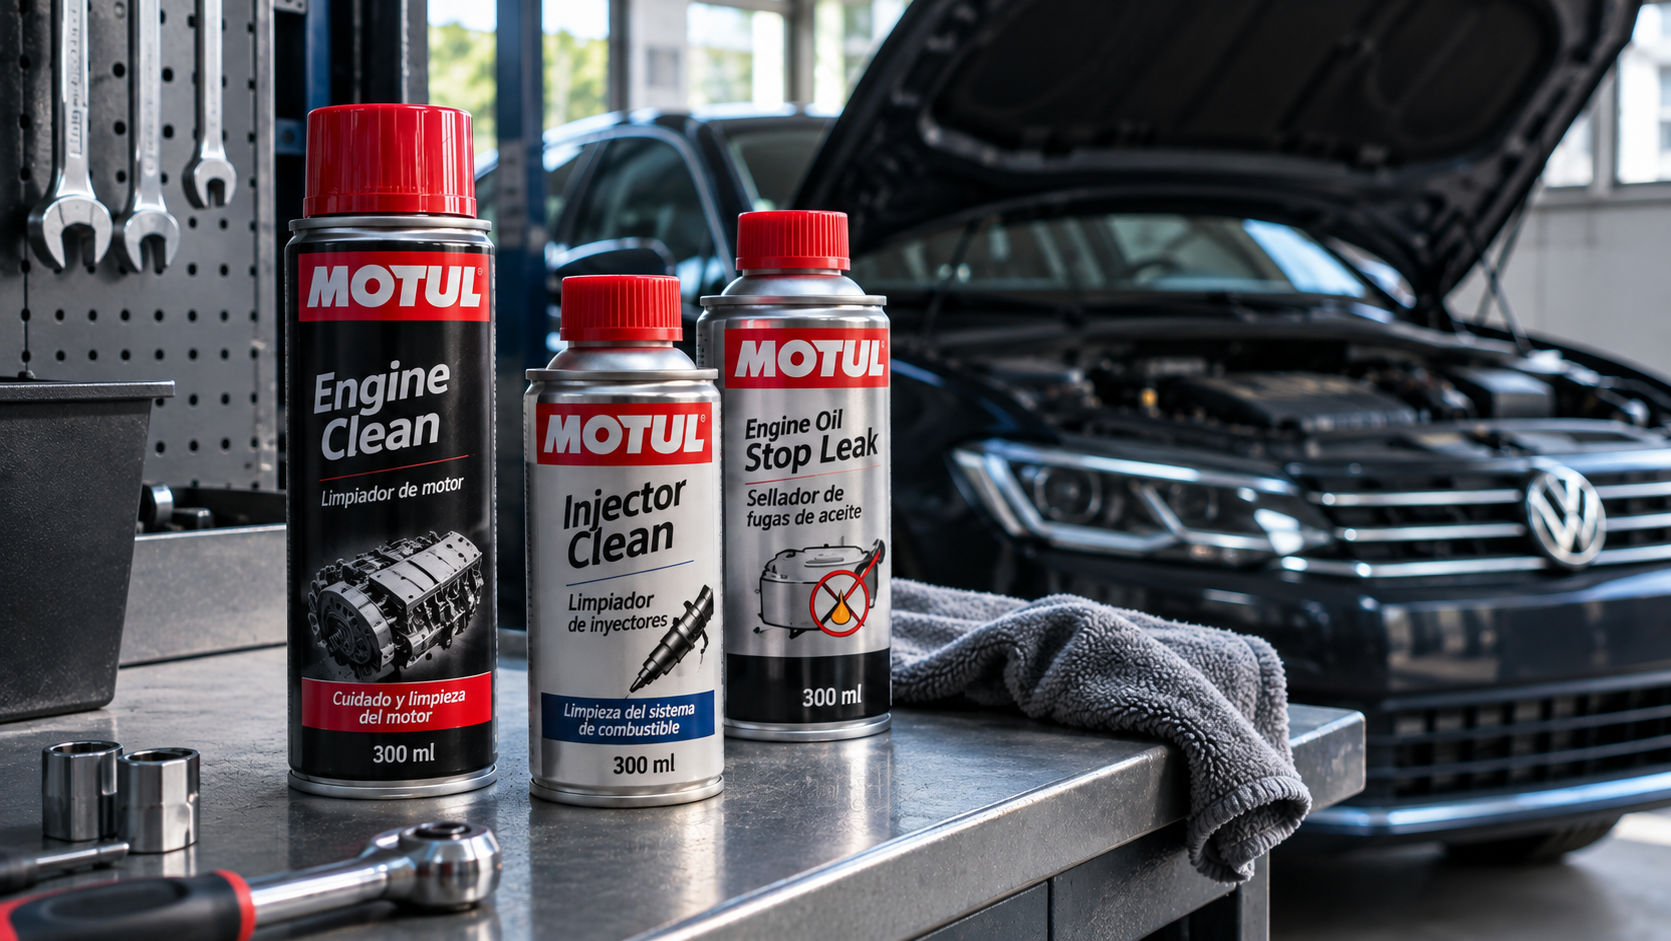 MOTUL
Engine
Clean
Limpiador de motor
Cuidado y limpieza
del motor
300 ml
MOTUL
Injector
Clean
Limpiador
de inyectores
Limpieza del sistema
de combustible
300 ml
MOTUL
Engine Oil
Stop Leak
Sellador de
fugas de aceite
300 ml